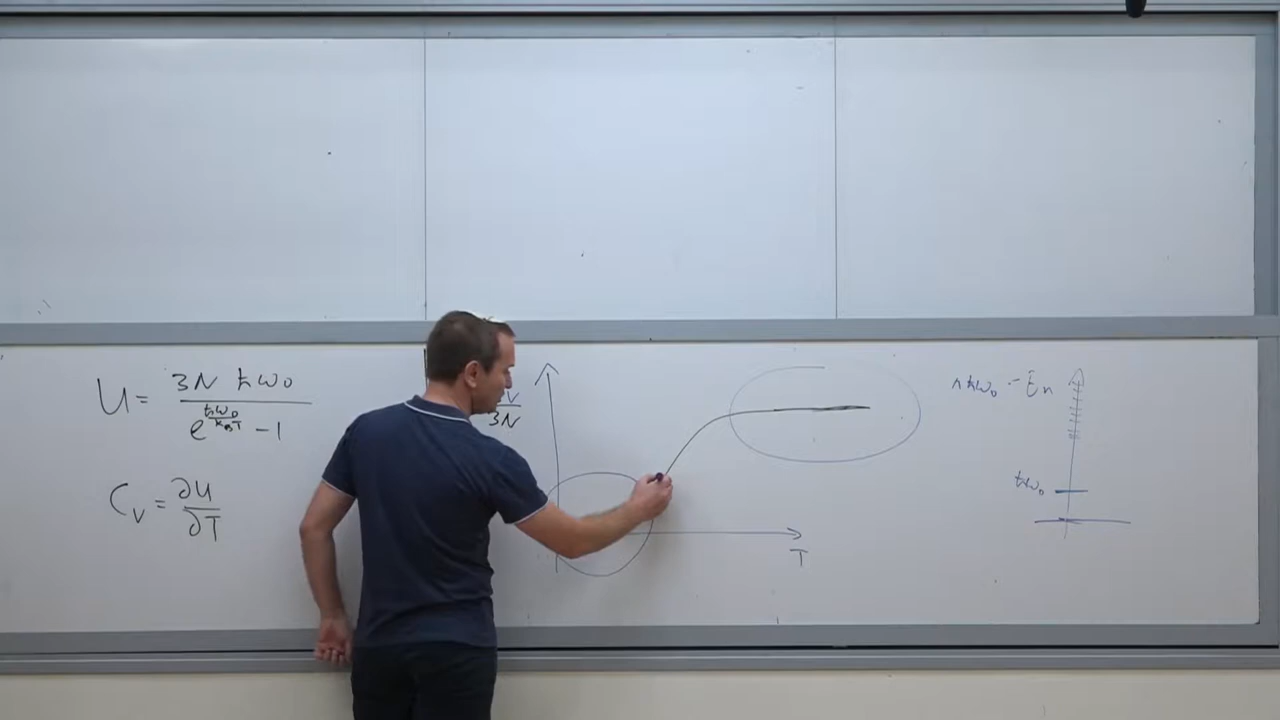 U = 3N ħω₀ / (e^(ħω₀/k_BT) - 1)
C_V = ∂U/∂T
V/3N
T
nħω₀ - E_n
ħω₀